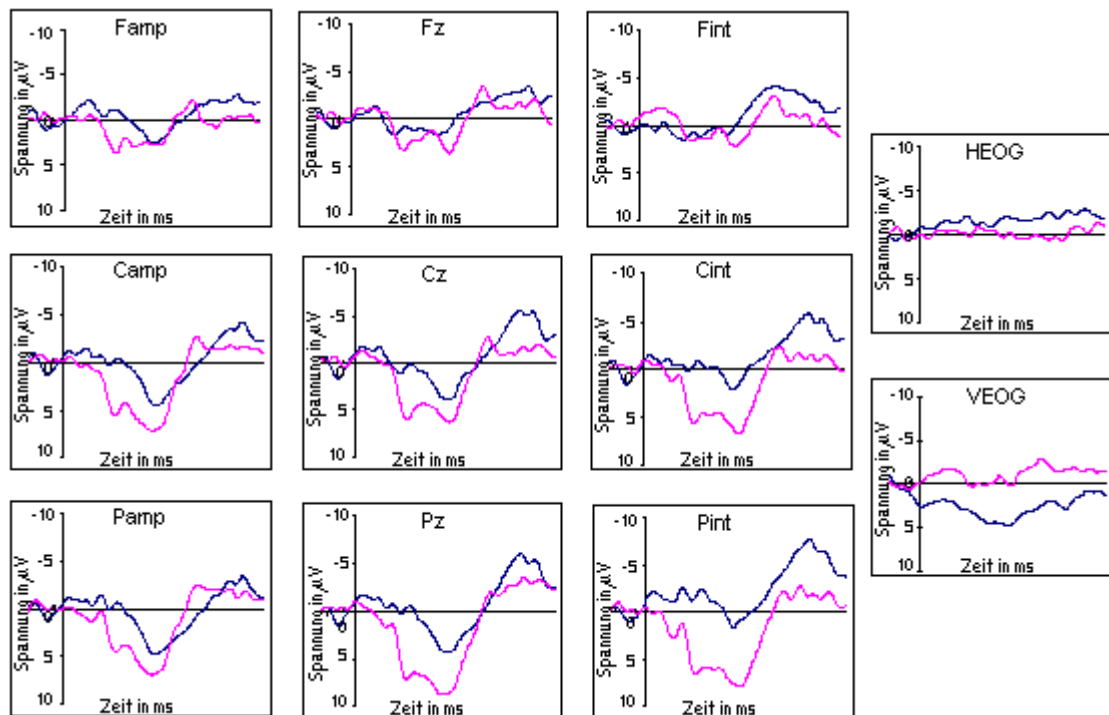 Famp
-10
-5
0
5
10
Spannung in µV
Zeit in ms
Fz
-10
-5
0
5
10
Spannung in µV
Zeit in ms
Fint
-10
-5
0
5
10
Spannung in µV
Zeit in ms
HEOG
-10
-5
0
5
10
Spannung in µV
Zeit in ms
Camp
-10
-5
0
5
10
Spannung in µV
Zeit in ms
Cz
-10
-5
0
5
10
Spannung in µV
Zeit in ms
Cint
-10
-5
0
5
10
Spannung in µV
Zeit in ms
VEOG
-10
-5
0
5
10
Spannung in µV
Zeit in ms
Pamp
-10
-5
0
5
10
Spannung in µV
Zeit in ms
Pz
-10
-5
0
5
10
Spannung in µV
Zeit in ms
Pint
-10
-5
0
5
10
Spannung in µV
Zeit in ms